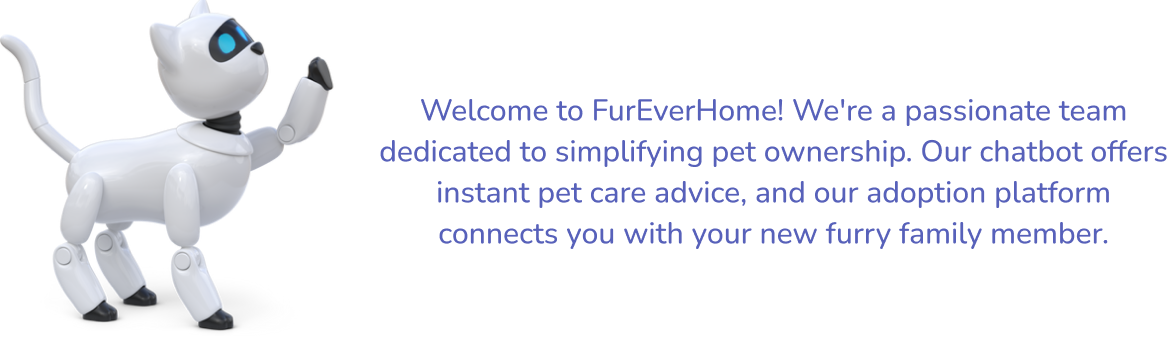 Welcome to FurEverHome! We're a passionate team
dedicated to simplifying pet ownership. Our chatbot offers
instant pet care advice, and our adoption platform
connects you with your new furry family member.